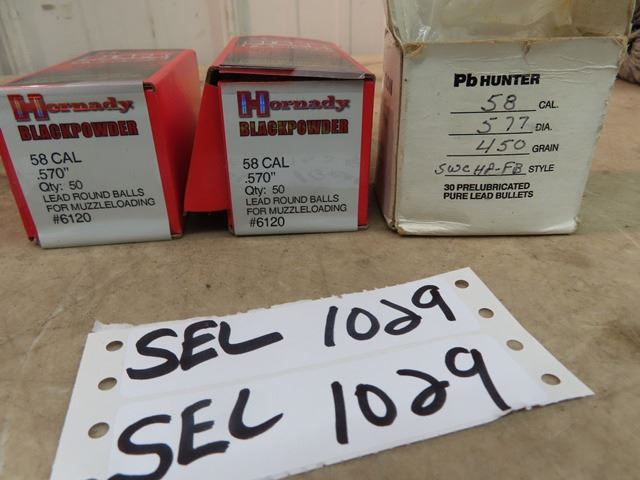 Hornady
BLACKPOWDER
58 CAL
.570"
Qty: 50
LEAD ROUND BALLS
FOR MUZZLELOADING
#6120
Hornady
BLACKPOWDER
58 CAL
.570"
Qty: 50
LEAD ROUND BALLS
FOR MUZZLELOADING
#6120
Pb HUNTER
58 CAL.
577 DIA.
450 GRAIN
SWC HP-FB STYLE
30 PRELUBRICATED
PURE LEAD BULLETS
SEL 1029
SEL 1029